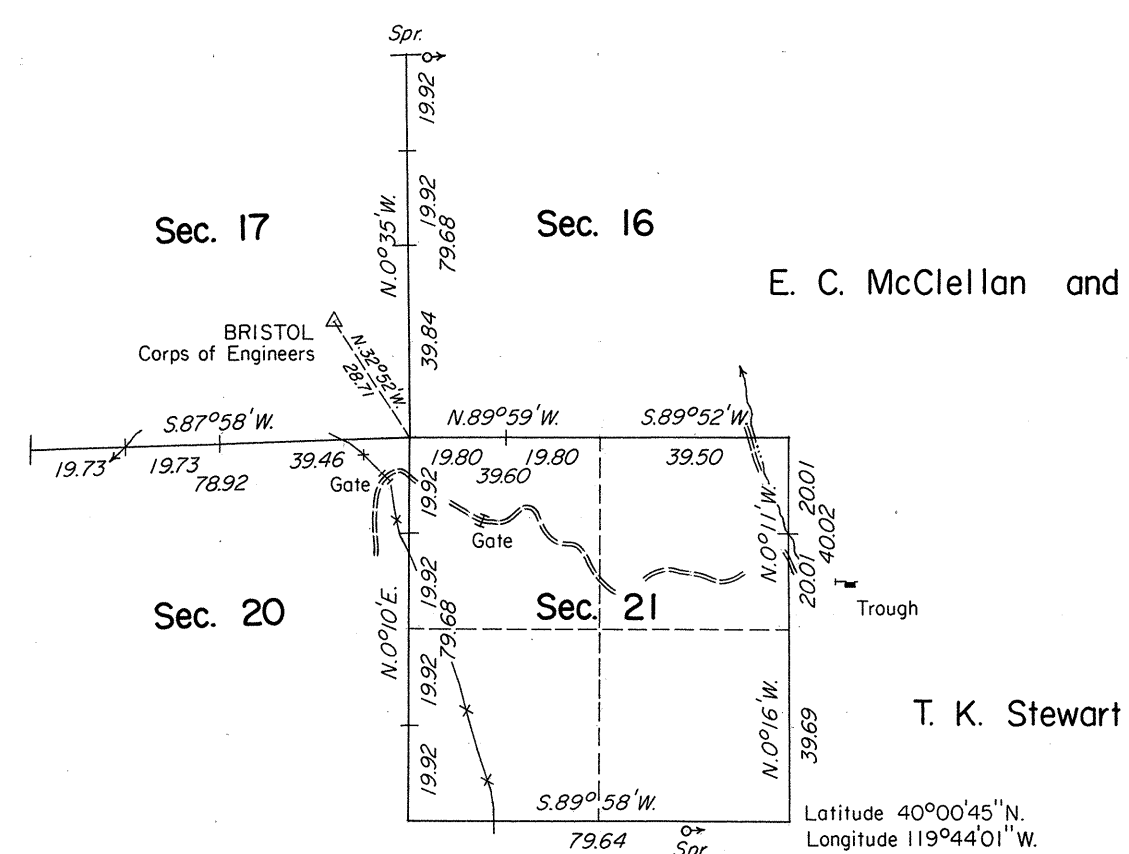 Spr.
19.92
19.92
79.68
N.0°35'W.
39.84
Sec. 17
Sec. 16
E. C. McClellan and
BRISTOL
Corps of Engineers
N.32°52'W.
28.71
S.87°58'W.
N.89°59'W.
S.89°52'W.
19.73
19.73
78.92
39.46
19.80
39.60
19.80
39.50
Gate
19.92
Gate
N.0°11'W.
20.01
40.02
20.01
Trough
19.92
79.68
N.0°10'E.
Sec. 20
Sec. 21
19.92
19.92
N.0°16'W.
39.69
T. K. Stewart
S.89°58'W.
79.64
Spr.
Latitude 40°00'45"N.
Longitude 119°44'01"W.